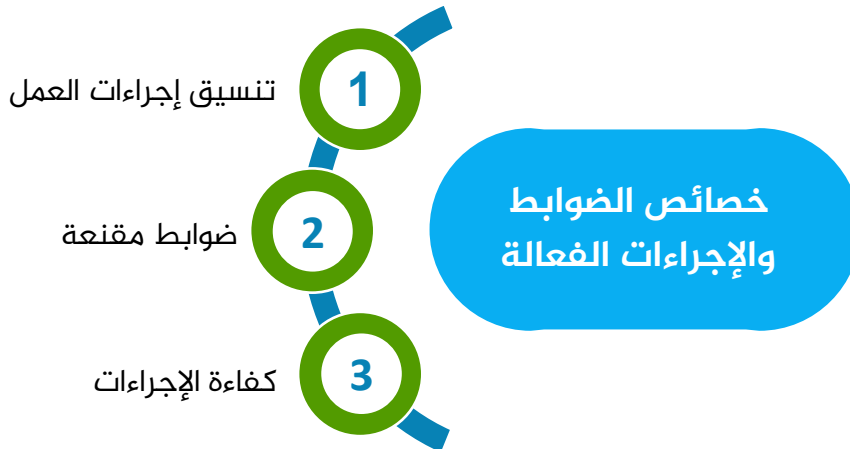 خصائص الضوابط
والإجراءات الفعالة
1
تنسيق إجراءات العمل
2
ضوابط مقنعة
3
كفاءة الإجراءات